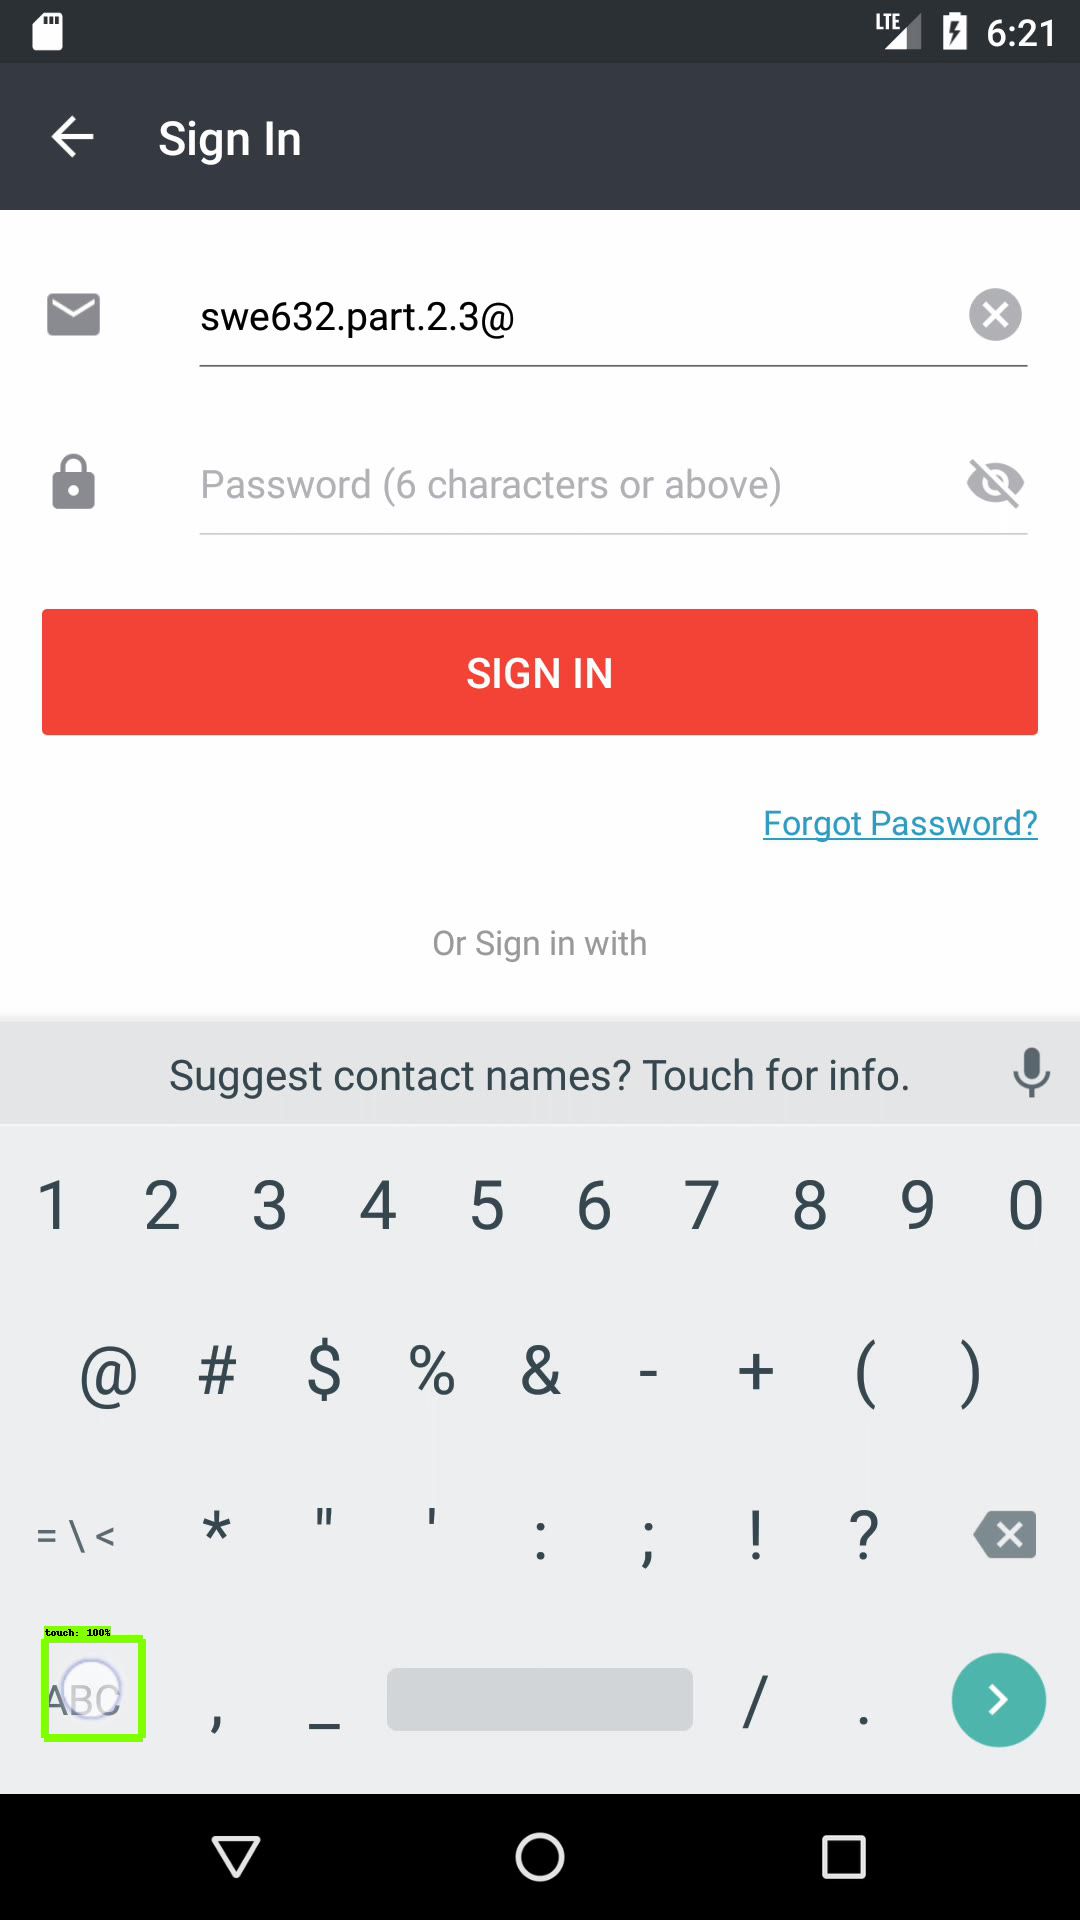 LTE 6:21
Sign In
swe632.part.2.3@
Password (6 characters or above)
SIGN IN
Forgot Password?
Or Sign in with
Suggest contact names? Touch for info.
1 2 3 4 5 6 7 8 9 0
@ # $ % & - + ( )
= \ < * " ' : ; ! ?
touch: 100%
ABC , _ / .